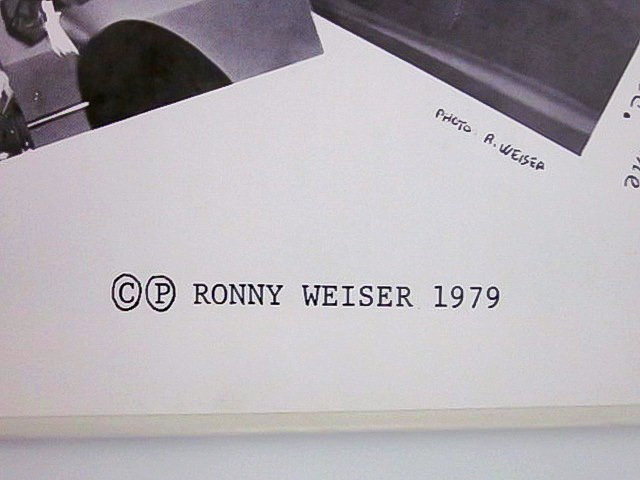 PHOTO R. WEISER
©℗ RONNY WEISER 1979